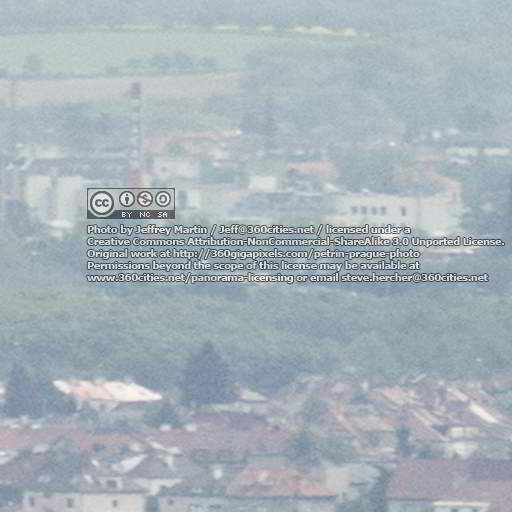 cc
BY NC SA
Photo by Jeffrey Martin / Jeff@360cities.net / licensed under a
Creative Commons Attribution-NonCommercial-ShareAlike 3.0 Unported License.
Original work at http://360gigapixels.com/petrin-prague-photo
Permissions beyond the scope of this license may be available at
www.360cities.net/panorama-licensing or email steve.hercher@360cities.net